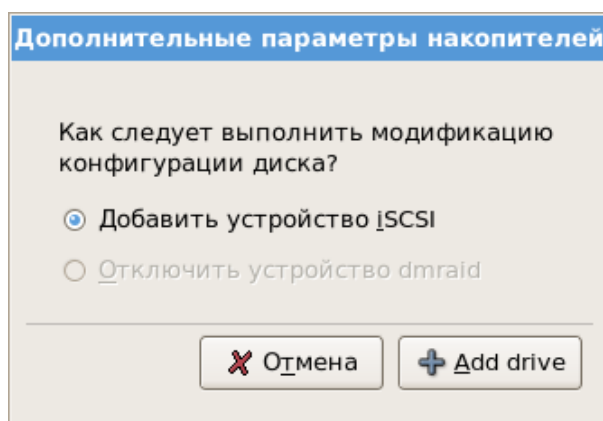 Дополнительные параметры накопителей
Как следует выполнить модификацию
конфигурации диска?
Добавить устройство iSCSI
Отключить устройство dmraid
Отмена
Add drive